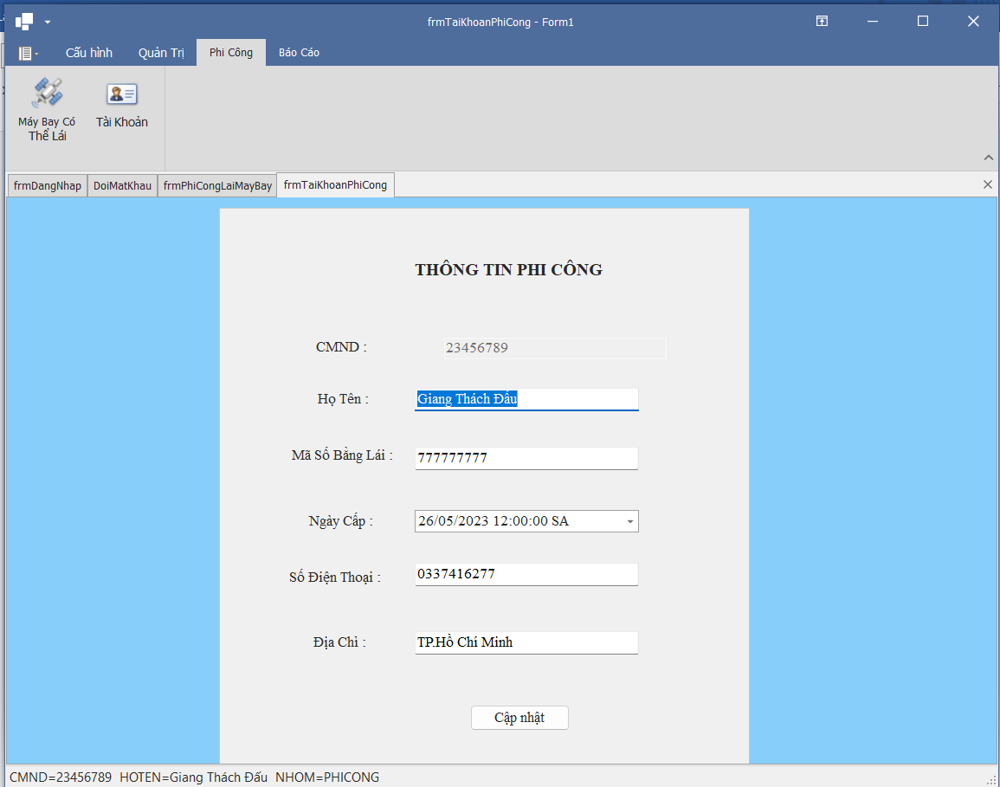 frmTaiKhoanPhiCong - Form1
Cấu hình Quản Trị Phi Công Báo Cáo
Máy Bay Có
Thể Lái
Tài Khoản
frmDangNhap DoiMatKhau frmPhiCongLaiMayBay frmTaiKhoanPhiCong
THÔNG TIN PHI CÔNG
CMND : 23456789
Họ Tên : Giang Thách Đấu
Mã Số Bằng Lái : 777777777
Ngày Cấp : 26/05/2023 12:00:00 SA
Số Điện Thoại : 0337416277
Địa Chỉ : TP.Hồ Chí Minh
Cập nhật
CMND=23456789 HOTEN=Giang Thách Đấu NHOM=PHICONG